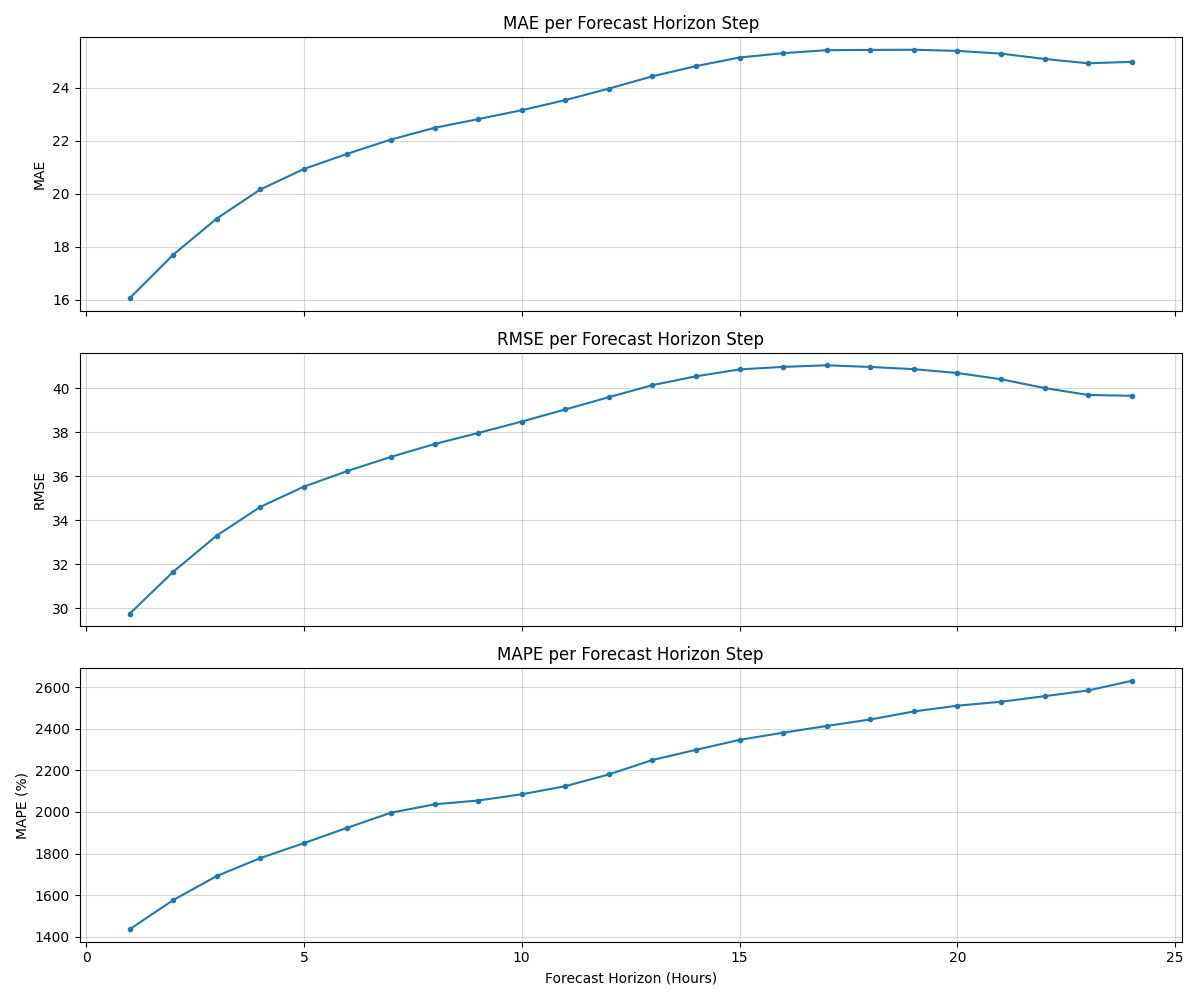 MAE per Forecast Horizon Step
24
22
20
18
16
MAE
RMSE per Forecast Horizon Step
40
38
36
34
32
30
RMSE
MAPE per Forecast Horizon Step
2600
2400
2200
2000
1800
1600
1400
MAPE (%)
0 5 10 15 20 25
Forecast Horizon (Hours)